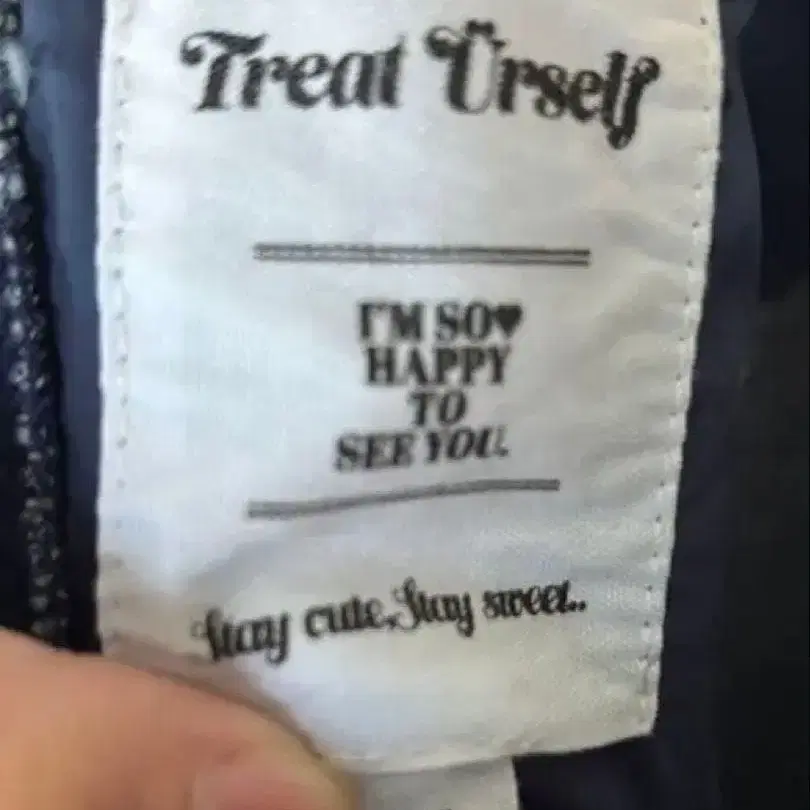 Treat Ürself
I'M SO♥
HAPPY
TO
SEE YOU.
Stay cute, Stay sweet..